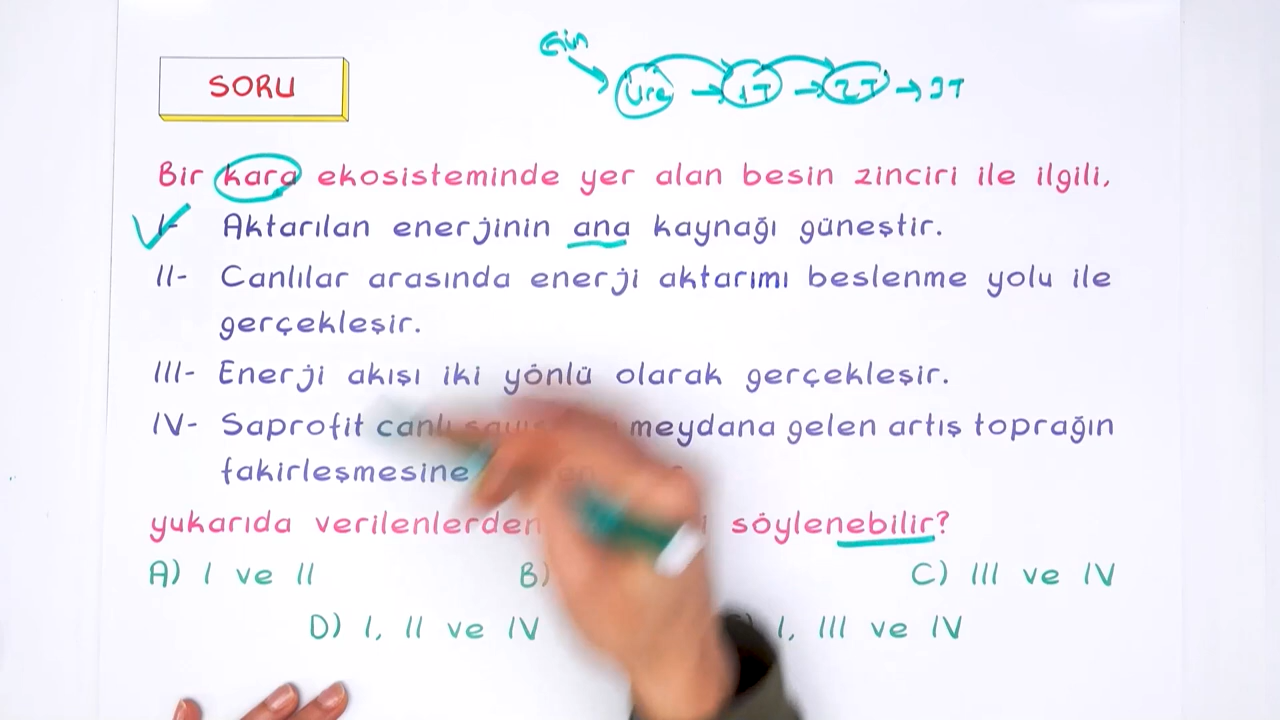 Gün
SORU
Üre → 1T → 2T → 3T
Bir kara ekosisteminde yer alan besin zinciri ile ilgili,
I- Aktarılan enerjinin ana kaynağı güneştir.
II- Canlılar arasında enerji aktarımı beslenme yolu ile
gerçekleşir.
III- Enerji akışı iki yönlü olarak gerçekleşir.
IV- Saprofit canlı meydana gelen artış toprağın
fakirleşmesine
yukarıda verilenlerden söylenebilir?
A) I ve II
B)
C) III ve IV
D) I, II ve IV
I, III ve IV